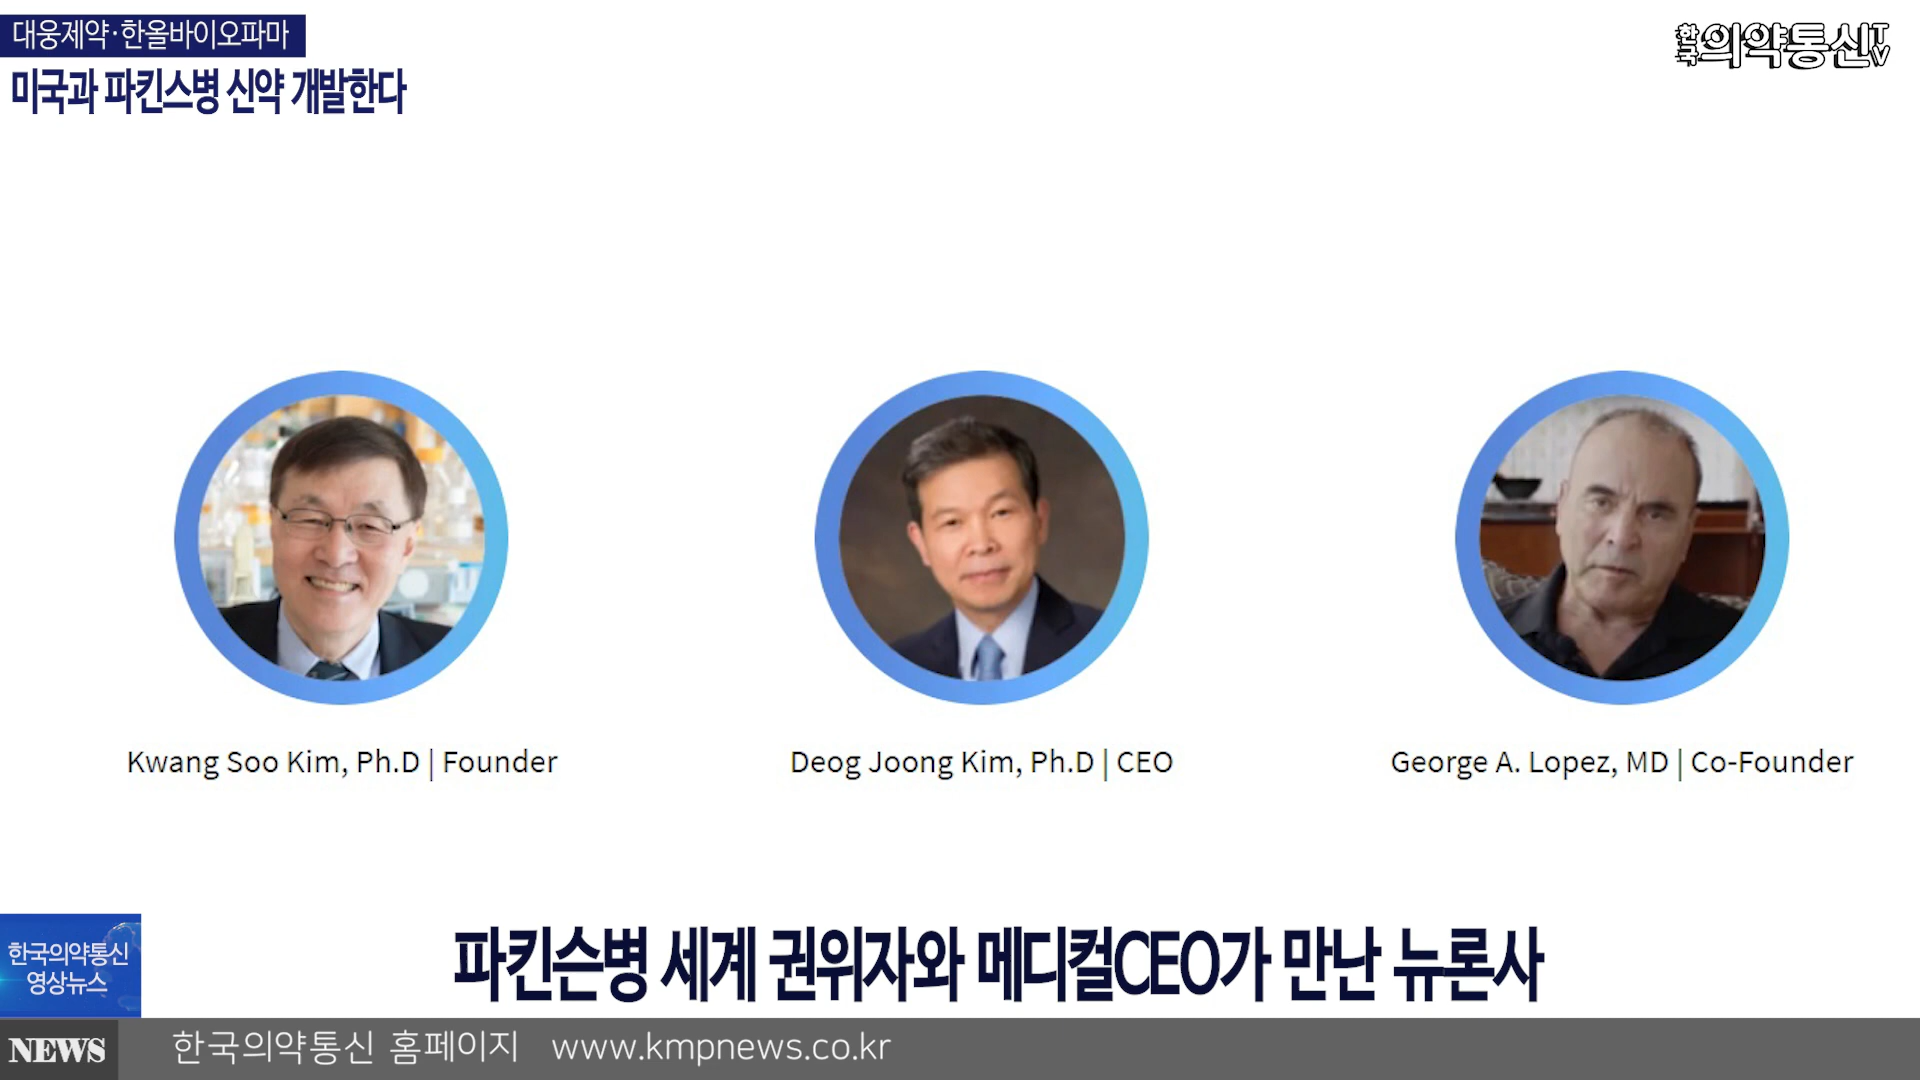 대웅제약·한올바이오파마
미국과 파킨스병 신약 개발한다
한국의약통신TV
Kwang Soo Kim, Ph.D | Founder
Deog Joong Kim, Ph.D | CEO
George A. Lopez, MD | Co-Founder
파킨슨병 세계 권위자와 메디컬CEO가 만난 뉴론사
한국의약통신
영상뉴스
NEWS 한국의약통신 홈페이지 www.kmpnews.co.kr